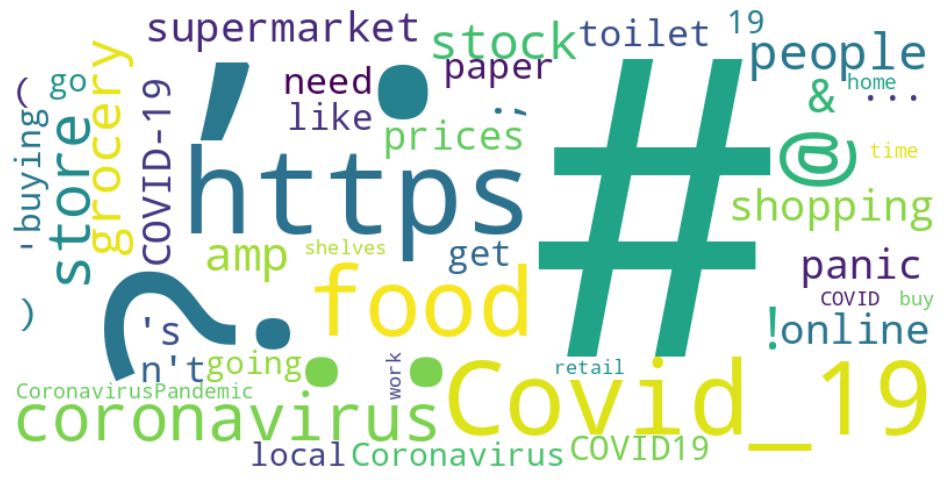 supermarket
stock
toilet
19
people
need
paper
home
go
(
like
,
.
..
,
&
...
prices
@
time
'buying
store
grocery
COVID-19
https
#
shopping
amp
shelves
get
panic
COVID
buy
)
?
.
food
!
online
's
n't
going
:
work
retail
CoronavirusPandemic
coronavirus
Covid_19
local
Coronavirus
COVID19